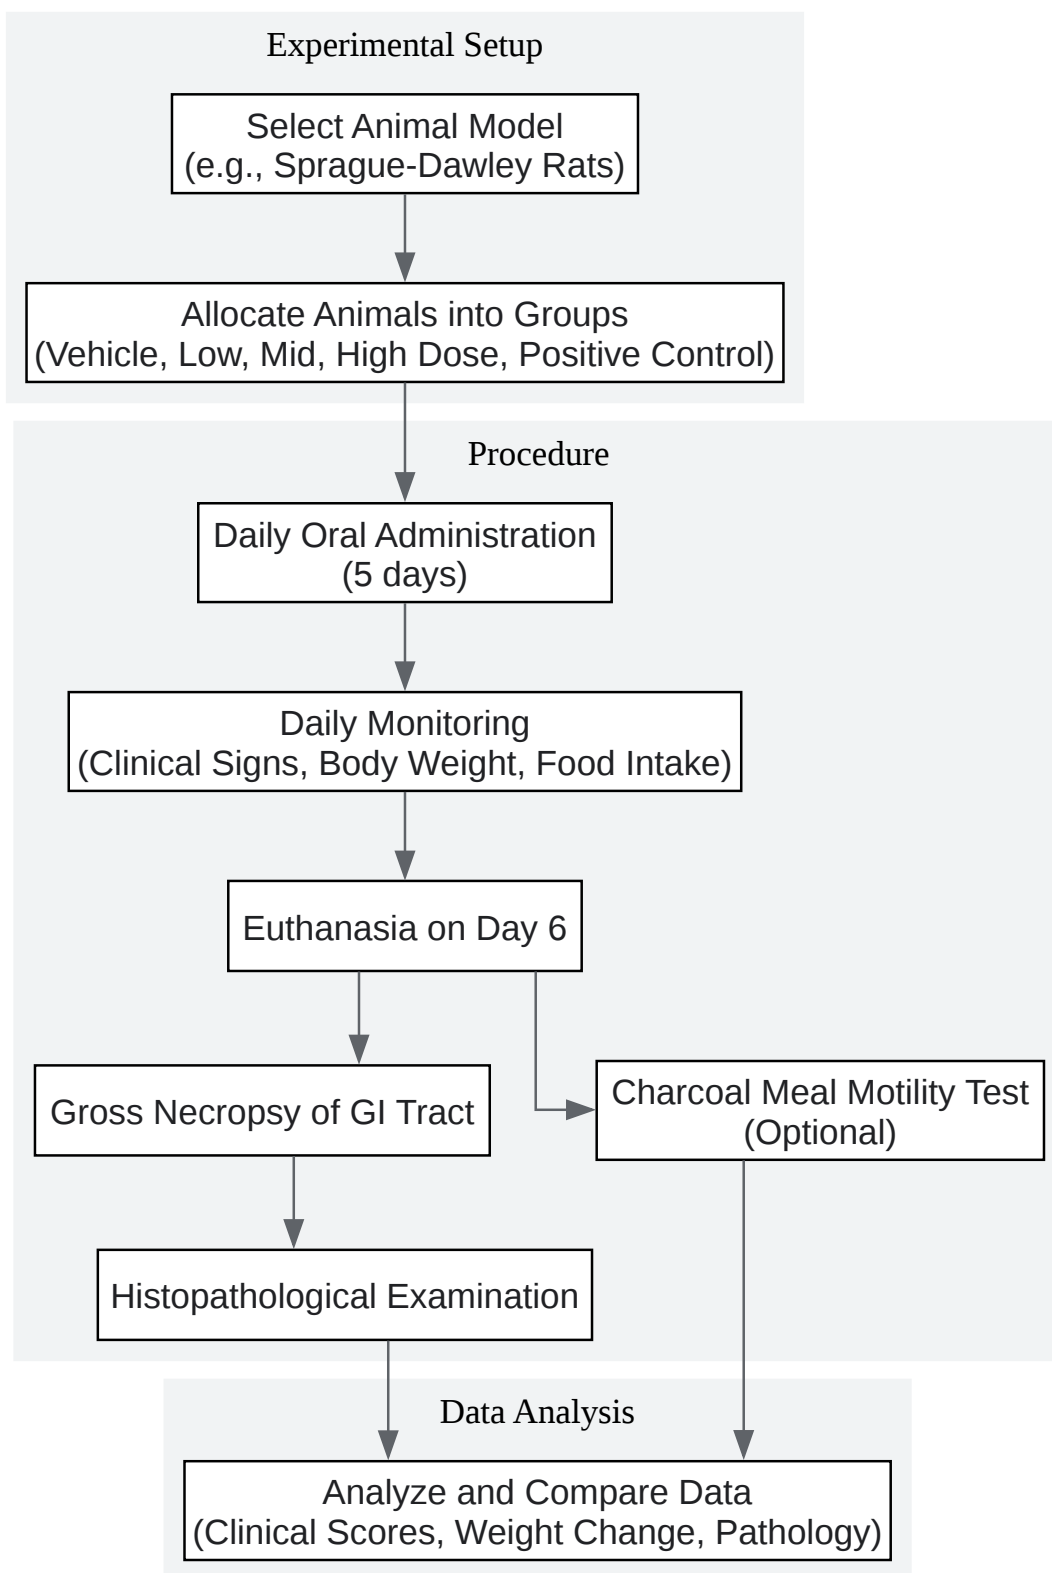 Experimental Setup
Select Animal Model
(e.g., Sprague-Dawley Rats)
Allocate Animals into Groups
(Vehicle, Low, Mid, High Dose, Positive Control)
Procedure
Daily Oral Administration
(5 days)
Daily Monitoring
(Clinical Signs, Body Weight, Food Intake)
Euthanasia on Day 6
Gross Necropsy of GI Tract
Charcoal Meal Motility Test
(Optional)
Histopathological Examination
Data Analysis
Analyze and Compare Data
(Clinical Scores, Weight Change, Pathology)